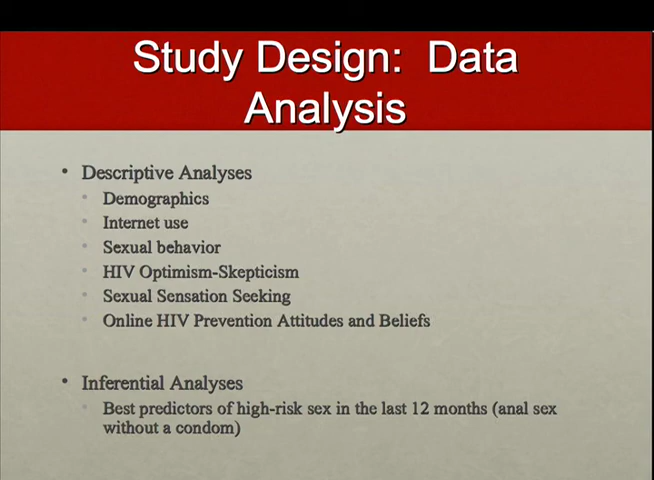 Study Design:  Data
Analysis
• Descriptive Analyses
• Demographics
• Internet use
• Sexual behavior
• HIV Optimism-Skepticism
• Sexual Sensation Seeking
• Online HIV Prevention Attitudes and Beliefs
• Inferential Analyses
• Best predictors of high-risk sex in the last 12 months (anal sex
without a condom)